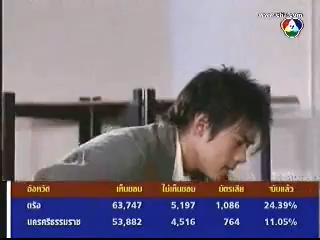 จังหวัด เห็นชอบ ไม่เห็นชอบ บัตรเสีย นับแล้ว
ตรัง 63,747 5,197 1,086 24.39%
นครศรีธรรมราช 53,882 4,516 764 11.05%